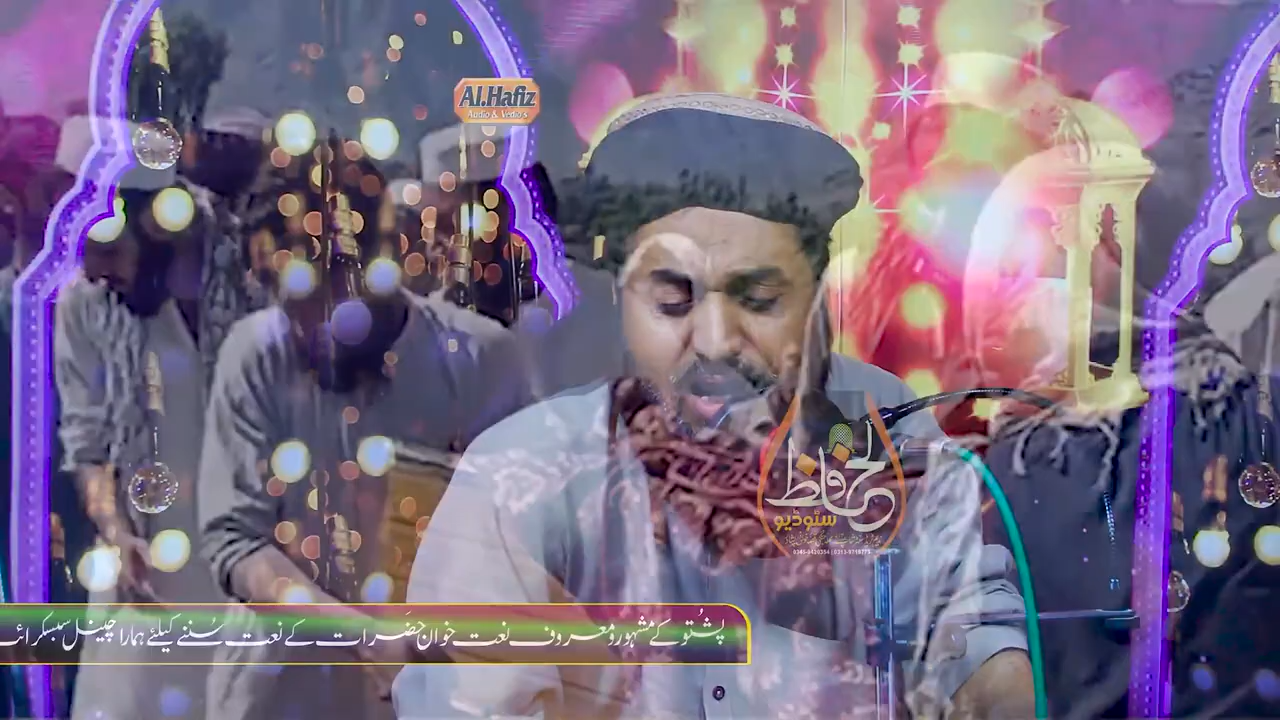 Al.Hafiz
Audio & Vedio's
الحافظ
سٹوڈیو
پشتو کے مشہور و معروف نعت خوان حضرات کے نعت سُننے کیلئے ہمارا چینل سبسکرائب